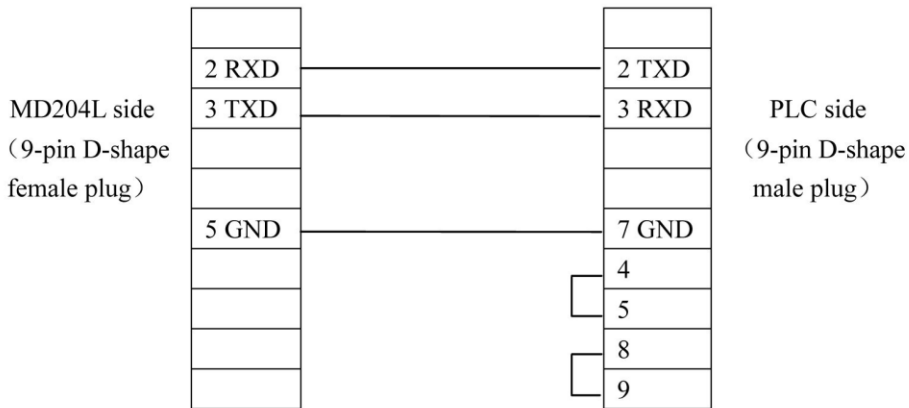 MD204L side
（9-pin D-shape
female plug）
2 RXD
3 TXD
5 GND
2 TXD
3 RXD
7 GND
4
5
8
9
PLC side
（9-pin D-shape
male plug）